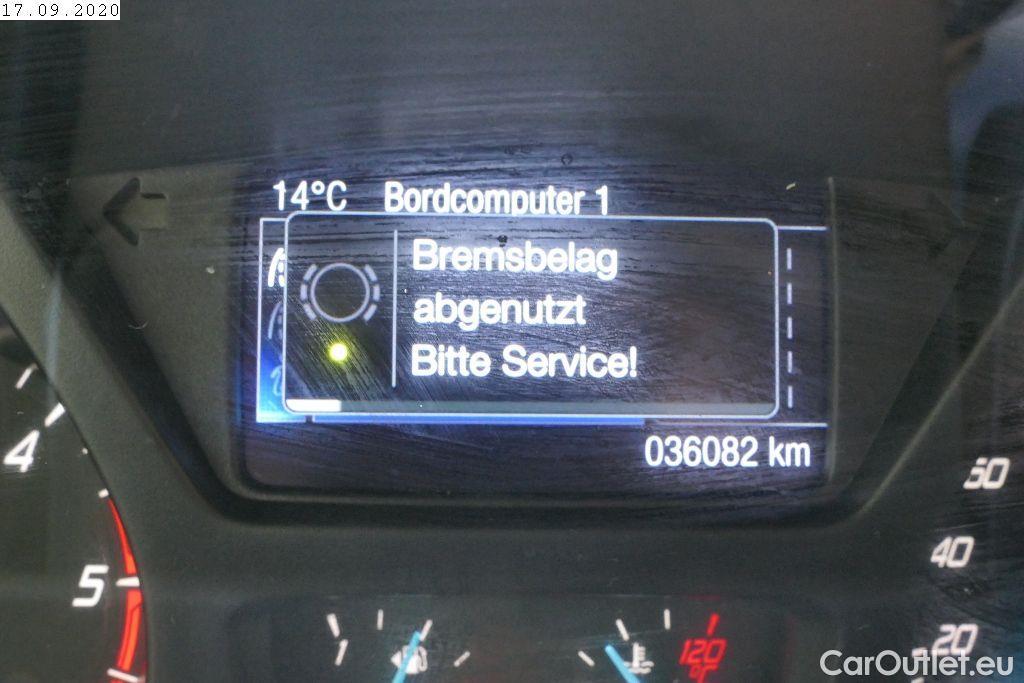 17.09.2020
14°C Bordcomputer 1
Bremsbelag
abgenutzt
Bitte Service!
036082 km
4
5
60
40
20
1
120
°F
CarOutlet.eu